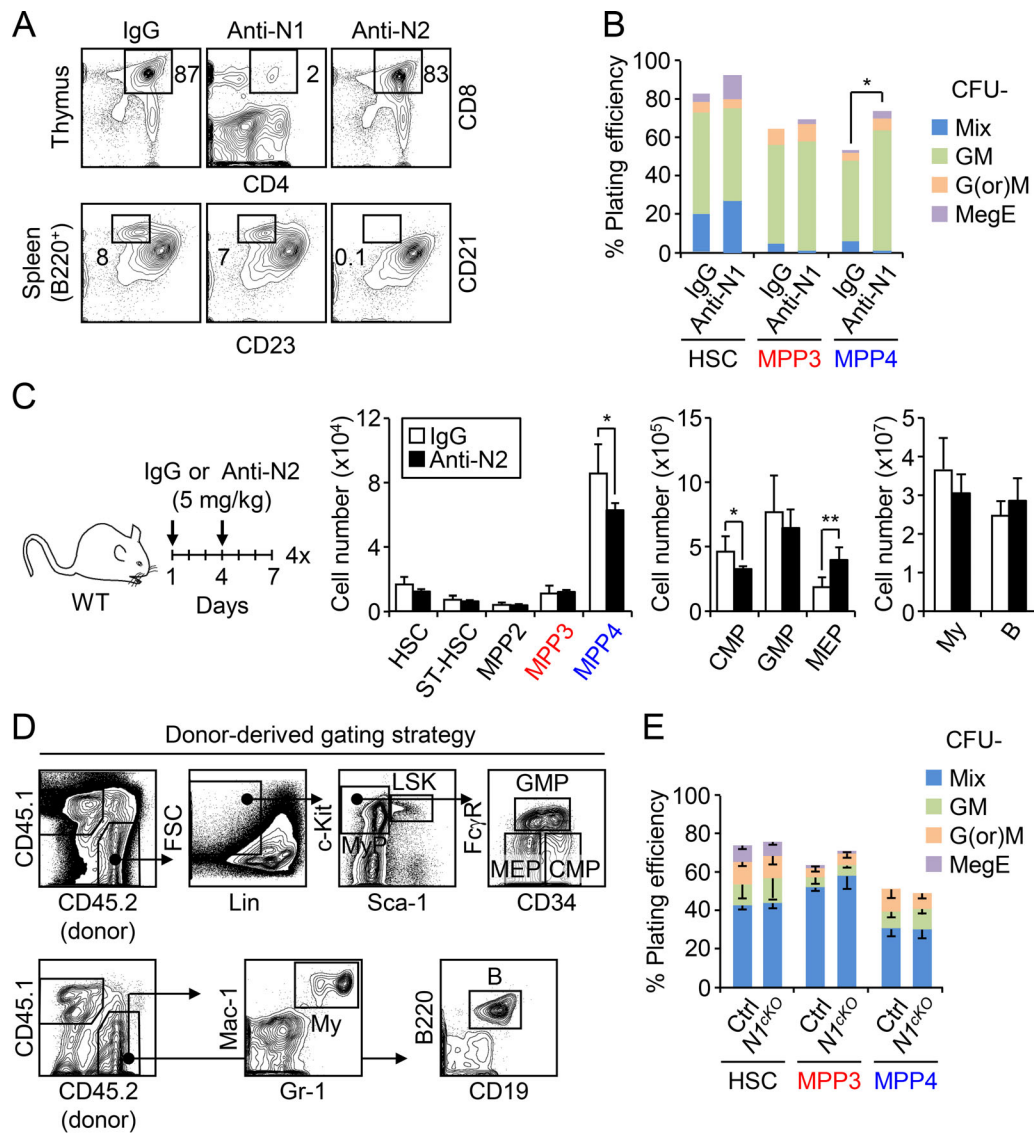 A
IgG Anti-N1 Anti-N2
Thymus
87
2
83
CD8
CD4
Spleen
(B220+)
8
7
0.1
CD21
CD23
B
% Plating efficiency
100
80
60
40
20
0
*
CFU-
Mix
GM
G(or)M
MegE
IgG
Anti-N1
IgG
Anti-N1
IgG
Anti-N1
HSC MPP3 MPP4
C
IgG or Anti-N2
(5 mg/kg)
4x
1 4 7
Days
WT
Cell number (x10⁴)
12
8
4
0
IgG
Anti-N2
*
HSC
ST-HSC
MPP2
MPP3
MPP4
Cell number (x10⁵)
15
10
5
0
*
**
CMP
GMP
MEP
Cell number (x10⁷)
5
4
3
2
1
0
My
B
D
Donor-derived gating strategy
CD45.1
CD45.2
(donor)
FSC
Lin
c-Kit
LSK
MyP
Sca-1
FcγR
GMP
MEP CMP
CD34
CD45.1
CD45.2
(donor)
Mac-1
My
Gr-1
B220
B
CD19
E
% Plating efficiency
100
80
60
40
20
0
CFU-
Mix
GM
G(or)M
MegE
Ctrl
N1cKO
Ctrl
N1cKO
Ctrl
N1cKO
HSC MPP3 MPP4